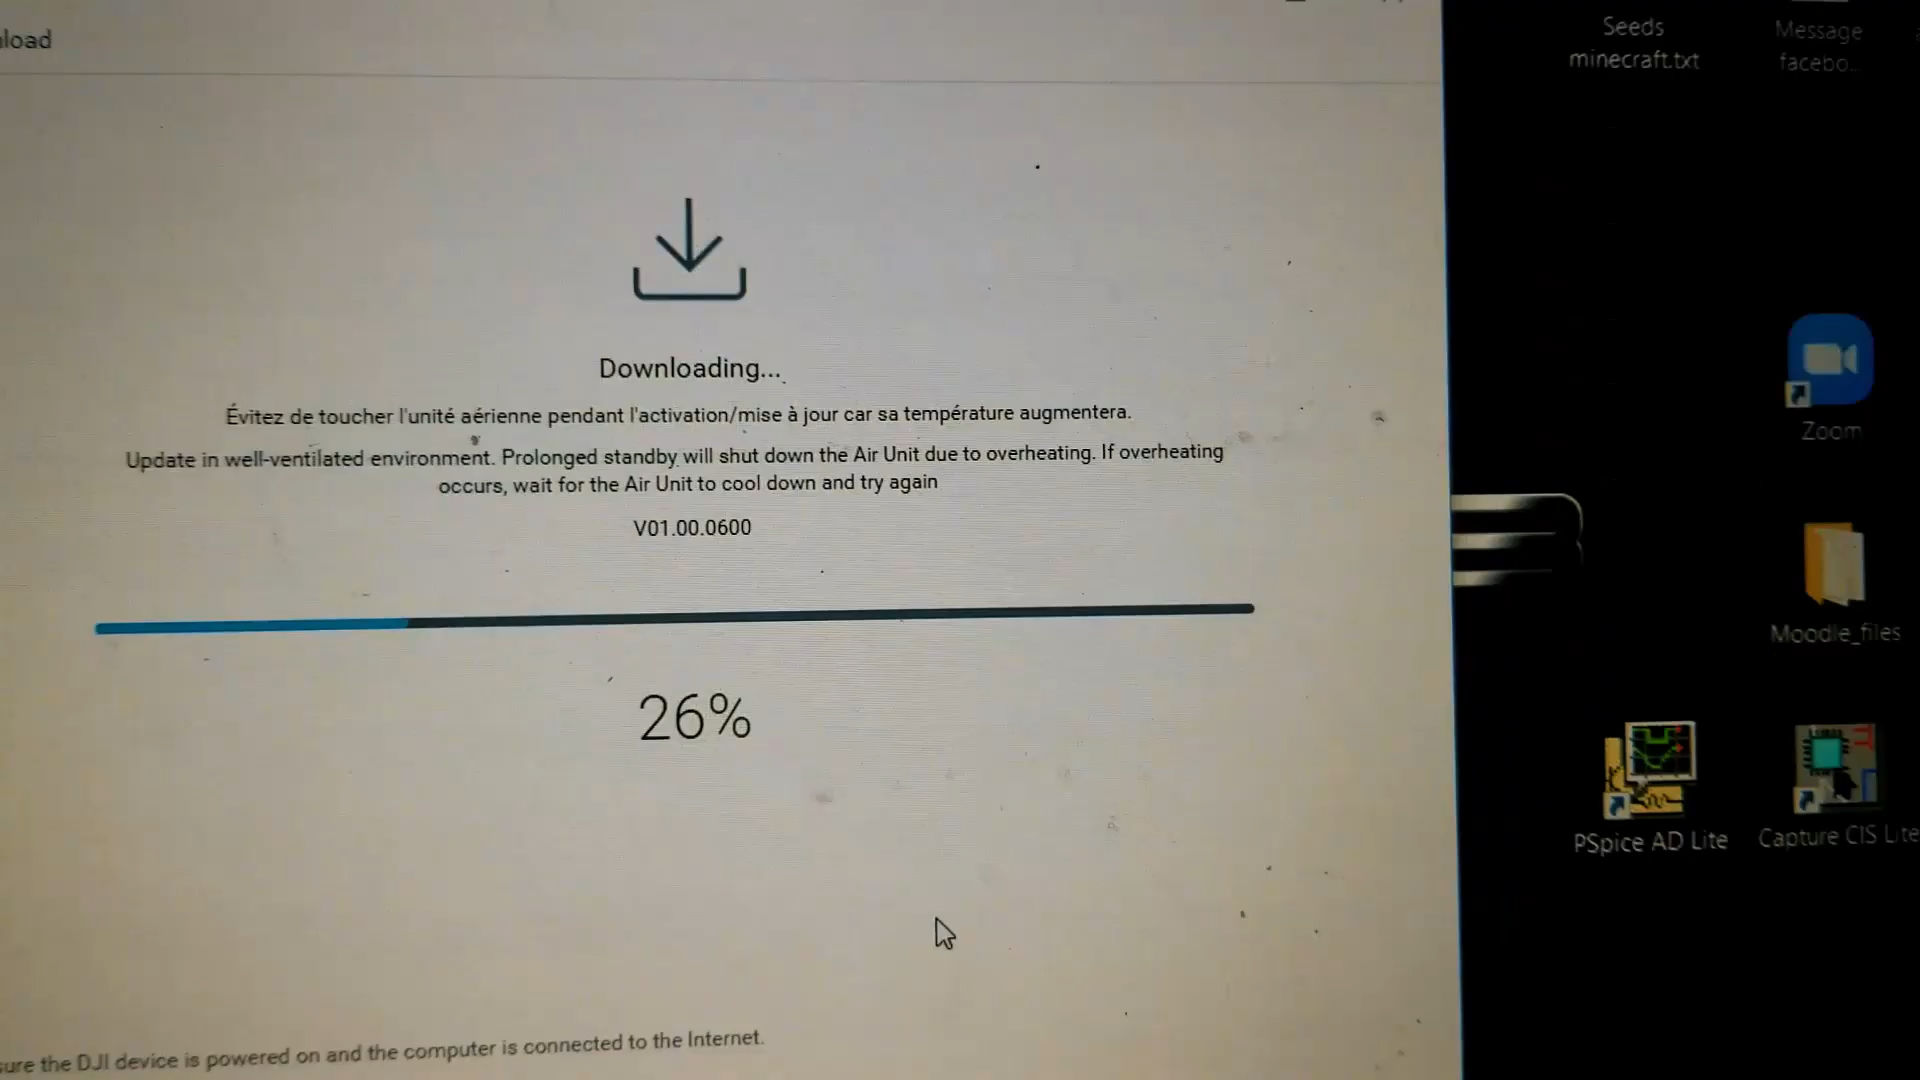 load
Seeds
minecraft.txt
Message
facebo...
Downloading...
Évitez de toucher l'unité aérienne pendant l'activation/mise à jour car sa température augmentera.
Update in well-ventilated environment. Prolonged standby will shut down the Air Unit due to overheating. If overheating
occurs, wait for the Air Unit to cool down and try again
V01.00.0600
26%
Zoom
Moodle_files
PSpice AD Lite
Capture CIS Lite
sure the DJI device is powered on and the computer is connected to the Internet.